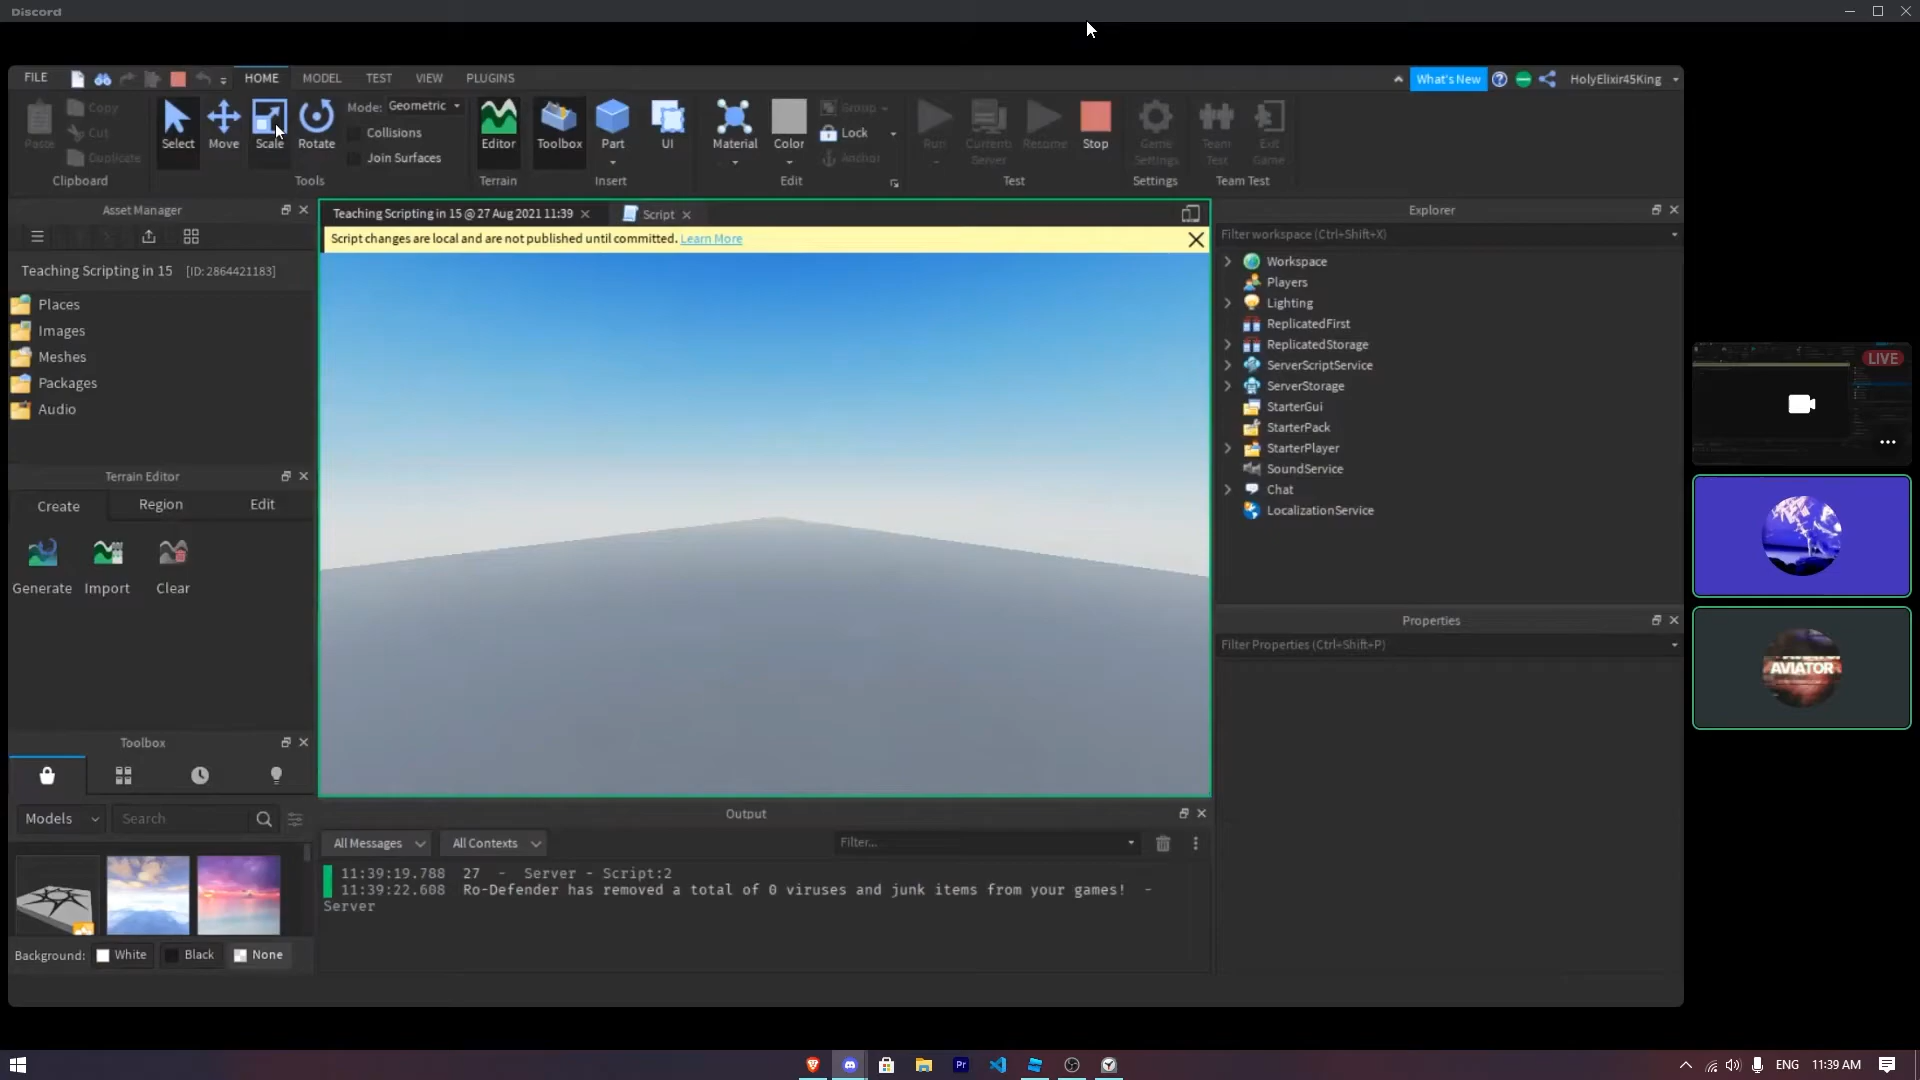 Discord
FILE HOME MODEL TEST VIEW PLUGINS What's New HolyElixir45King
Paste Copy Cut Duplicate Clipboard
Select Move Scale Rotate Mode: Geometric Collisions Join Surfaces Tools
Editor Terrain
Toolbox Part UI Insert
Material Color Group Lock Anchor Edit
Run Current: Server Resume Stop Test
Game Settings Settings
Team Test Exit Game Team Test
Asset Manager
Teaching Scripting in 15 [ID: 2864421183]
Places
Images
Meshes
Packages
Audio
Terrain Editor
Create Region Edit
Generate Import Clear
Toolbox
Models Search
Background: White Black None
Teaching Scripting in 15 @ 27 Aug 2021 11:39 Script
Script changes are local and are not published until committed. Learn More
Output
All Messages All Contexts Filter...
11:39:19.788 27 - Server - Script:2
11:39:22.608 Ro-Defender has removed a total of 0 viruses and junk items from your games! -
Server
Explorer
Filter workspace (Ctrl+Shift+X)
Workspace
Players
Lighting
ReplicatedFirst
ReplicatedStorage
ServerScriptService
ServerStorage
StarterGui
StarterPack
StarterPlayer
SoundService
Chat
LocalizationService
Properties
Filter Properties (Ctrl+Shift+P)
LIVE
AVIATOR
Pr
ENG 11:39 AM